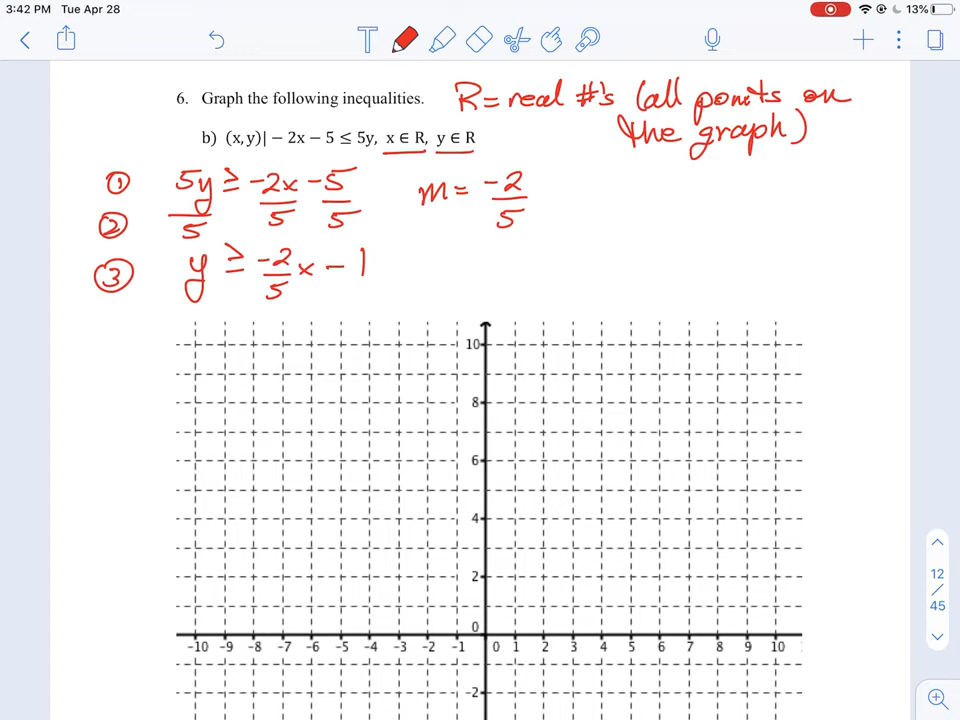 3:42 PM Tue Apr 28 13%
6. Graph the following inequalities. R = real #'s (all points on
the graph)
b) (x,y)| − 2x − 5 ≤ 5y, x ∈ R, y ∈ R
① 5y ≥ -2x - 5 m = -2/5
② 5 5 5
③ y ≥ -2/5 x - 1
10
8
6
4
2
0
-10 -9 -8 -7 -6 -5 -4 -3 -2 -1 0 1 2 3 4 5 6 7 8 9 10
2
12
/
45